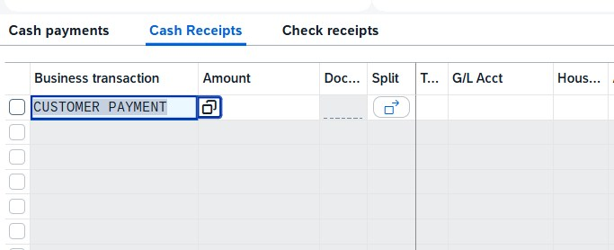 Cash payments Cash Receipts Check receipts
Business transaction Amount Doc... Split T... G/L Acct Hous...
CUSTOMER PAYMENT